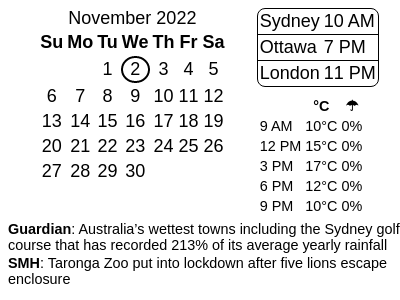 November 2022
Su Mo Tu We Th Fr Sa
1 2 3 4 5
6 7 8 9 10 11 12
13 14 15 16 17 18 19
20 21 22 23 24 25 26
27 28 29 30
Sydney 10 AM
Ottawa 7 PM
London 11 PM
°C ☂
9 AM 10°C 0%
12 PM 15°C 0%
3 PM 17°C 0%
6 PM 12°C 0%
9 PM 10°C 0%
Guardian: Australia’s wettest towns including the Sydney golf
course that has recorded 213% of its average yearly rainfall
SMH: Taronga Zoo put into lockdown after five lions escape
enclosure